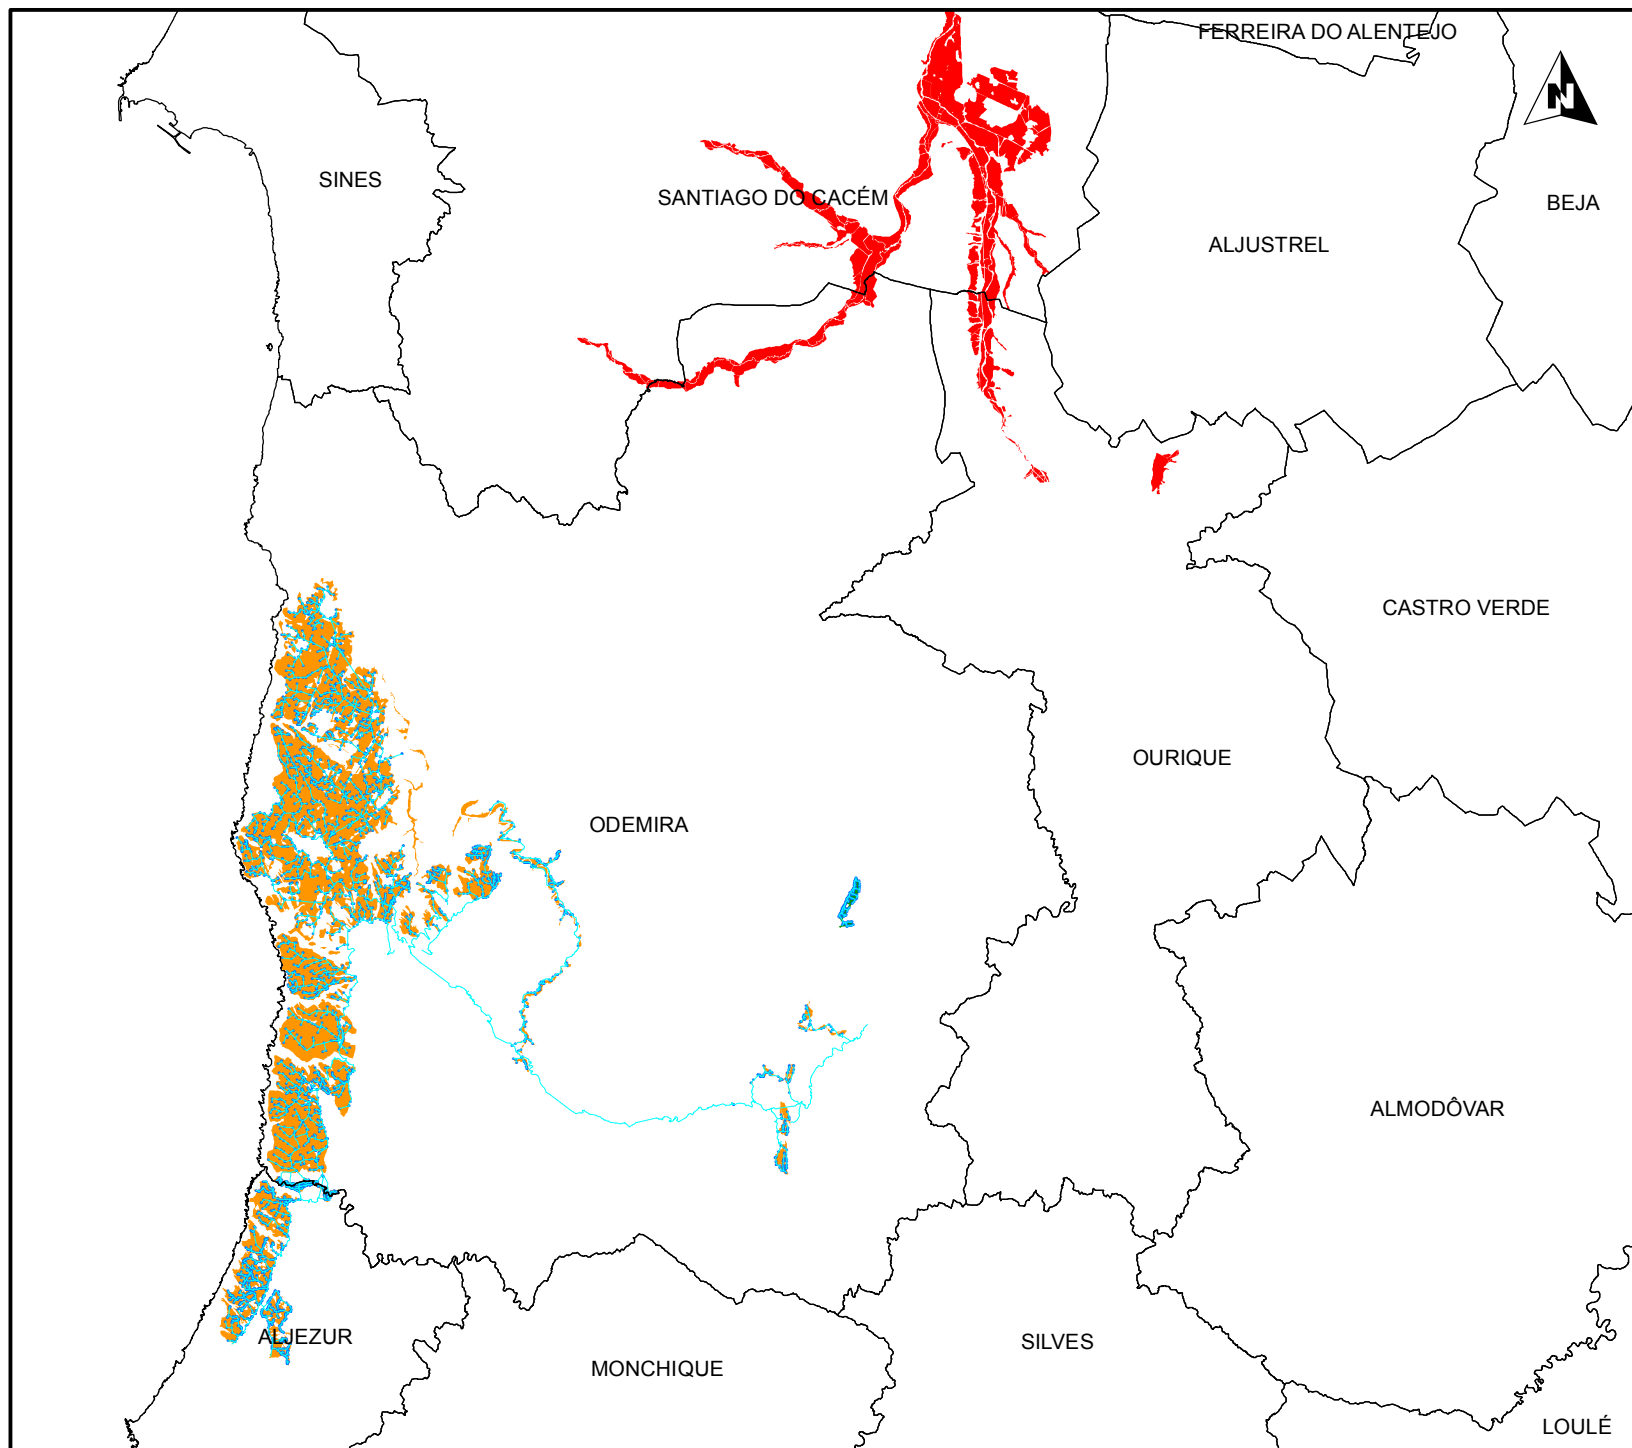 FERREIRA DO ALENTEJO
N
SINES
SANTIAGO DO CACÉM
BEJA
ALJUSTREL
CASTRO VERDE
OURIQUE
ODEMIRA
ALMODÔVAR
ALJEZUR
SILVES
MONCHIQUE
LOULÉ